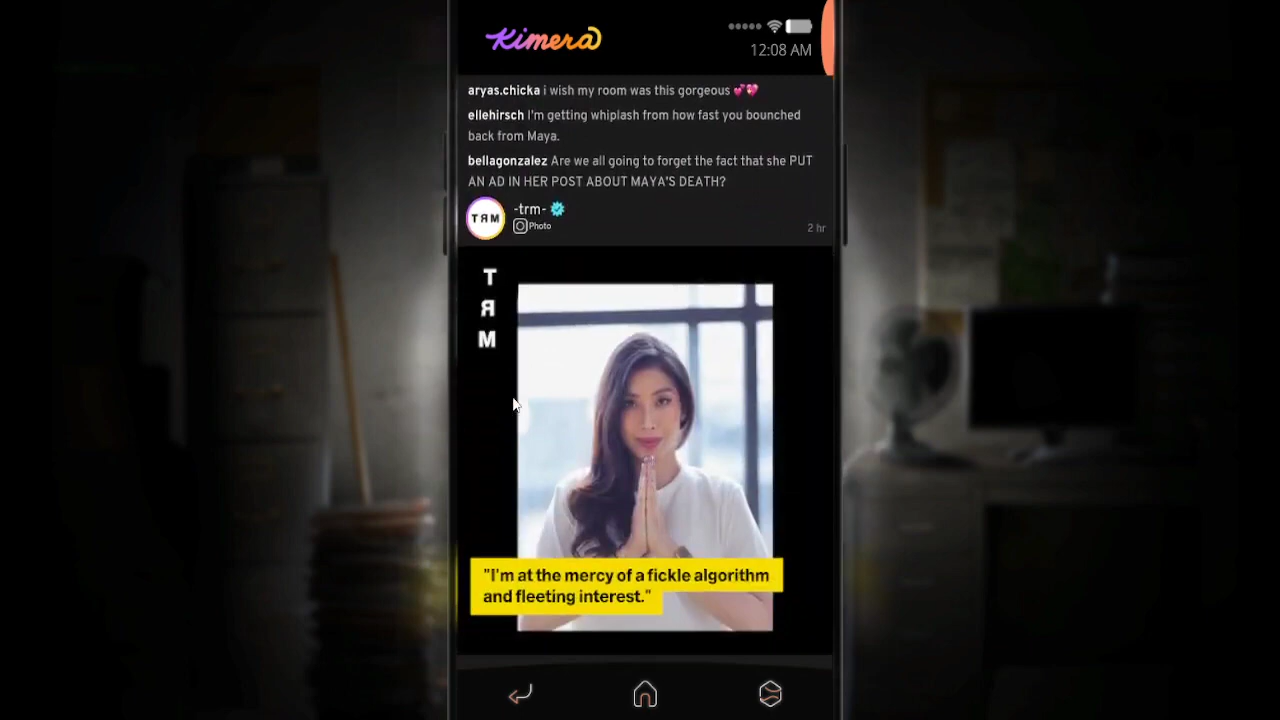 Kimera
12:08 AM
aryas.chicka i wish my room was this gorgeous 💕💖
ellehirsch I'm getting whiplash from how fast you bounched
back from Maya.
bellagonzalez Are we all going to forget the fact that she PUT
AN AD IN HER POST ABOUT MAYA'S DEATH?
TЯM
-trm-
Photo
2 hr
T
Я
M
"I'm at the mercy of a fickle algorithm
and fleeting interest."